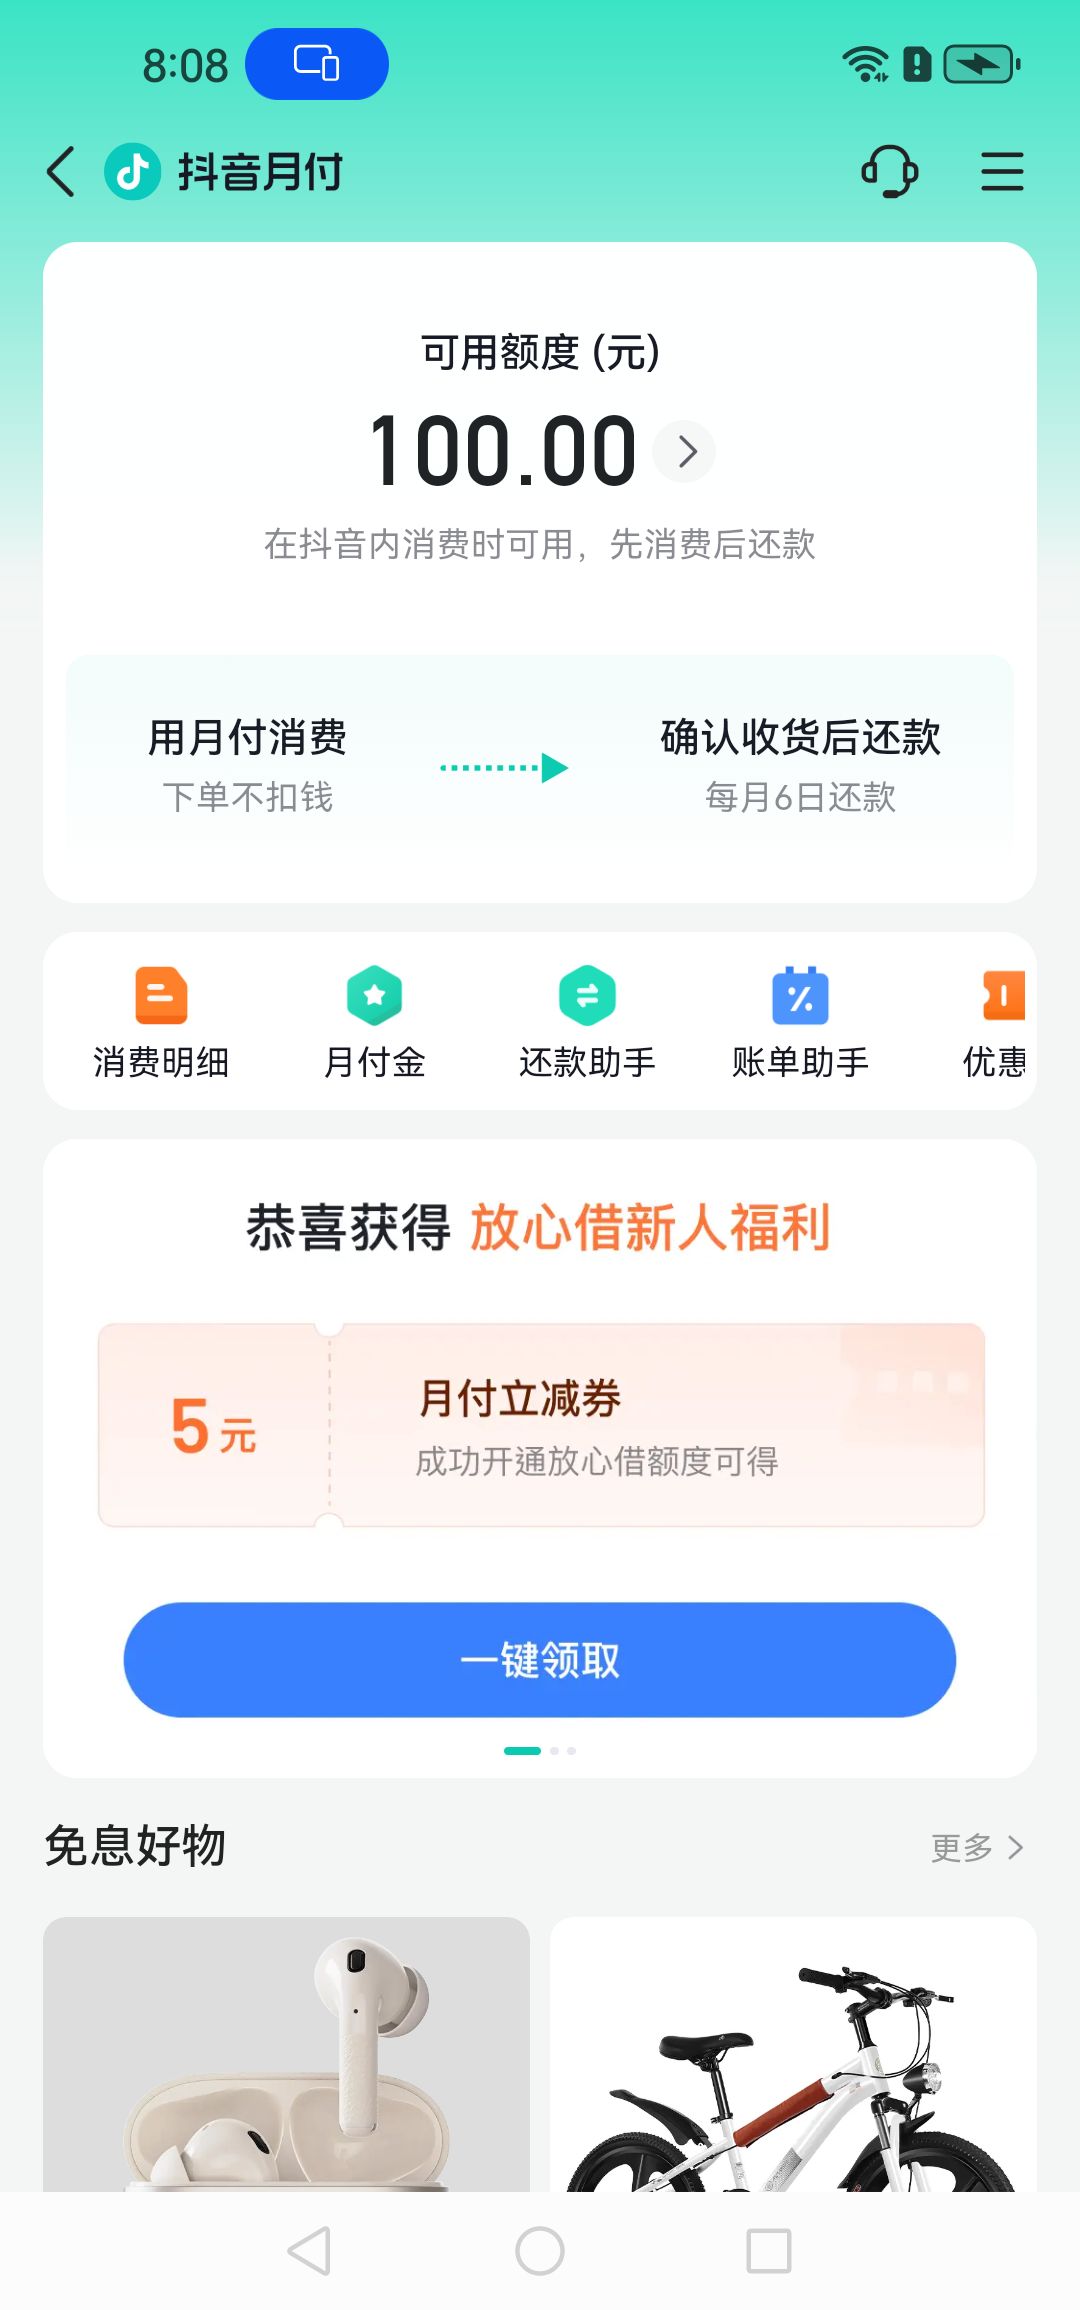 8:08
抖音月付
可用额度 (元)
100.00
在抖音内消费时可用，先消费后还款
用月付消费
确认收货后还款
下单不扣钱
每月6日还款
消费明细
月付金
还款助手
账单助手
优惠
恭喜获得 放心借新人福利
5元
月付立减券
成功开通放心借额度可得
一键领取
免息好物
更多